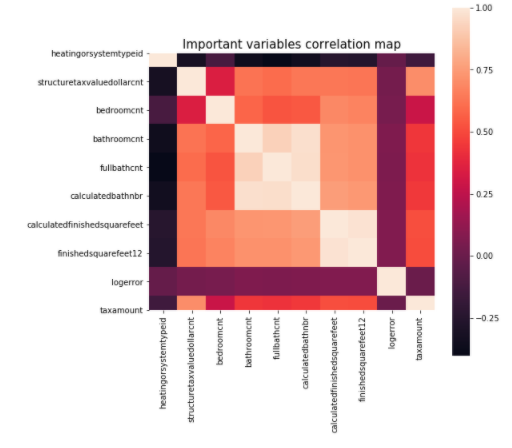 Important variables correlation map
heatingorsystemtypeid
structuretaxvaluedollarcnt
bedroomcnt
bathroomcnt
fullbathcnt
calculatedbathnbr
calculatedfinishedsquarefeet
finishedsquarefeet12
logerror
taxamount
heatingorsystemtypeid
structuretaxvaluedollarcnt
bedroomcnt
bathroomcnt
fullbathcnt
calculatedbathnbr
calculatedfinishedsquarefeet
finishedsquarefeet12
logerror
taxamount
1.00
0.75
0.50
0.25
0.00
−0.25